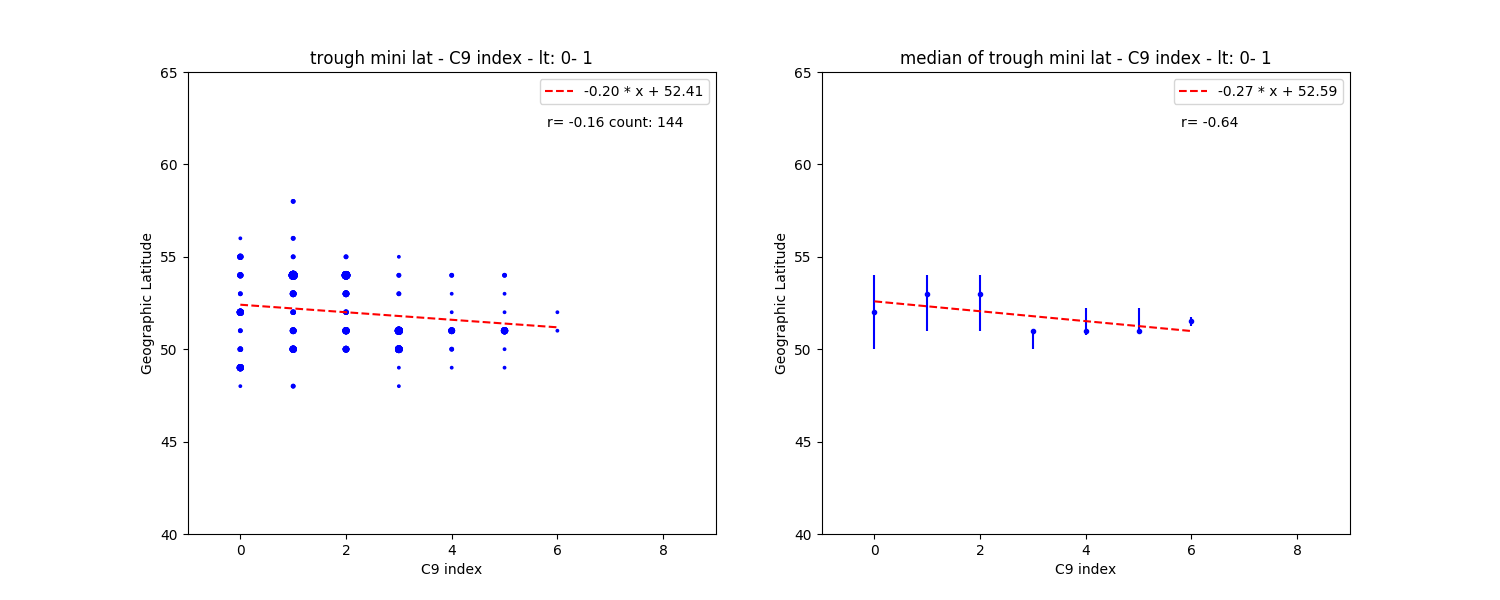 trough mini lat - C9 index - lt: 0- 1
-0.20 * x + 52.41
r= -0.16 count: 144
65
60
55
50
45
40
Geographic Latitude
0 2 4 6 8
C9 index
median of trough mini lat - C9 index - lt: 0- 1
-0.27 * x + 52.59
r= -0.64
65
60
55
50
45
40
Geographic Latitude
0 2 4 6 8
C9 index